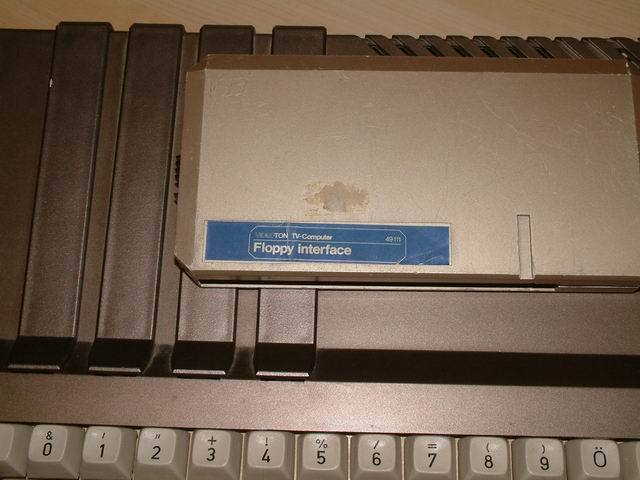 VIDEOTON TV-Computer 49111
Floppy interface
& ' " + ! % / = ( )
0 1 2 3 4 5 6 7 8 9 Ö